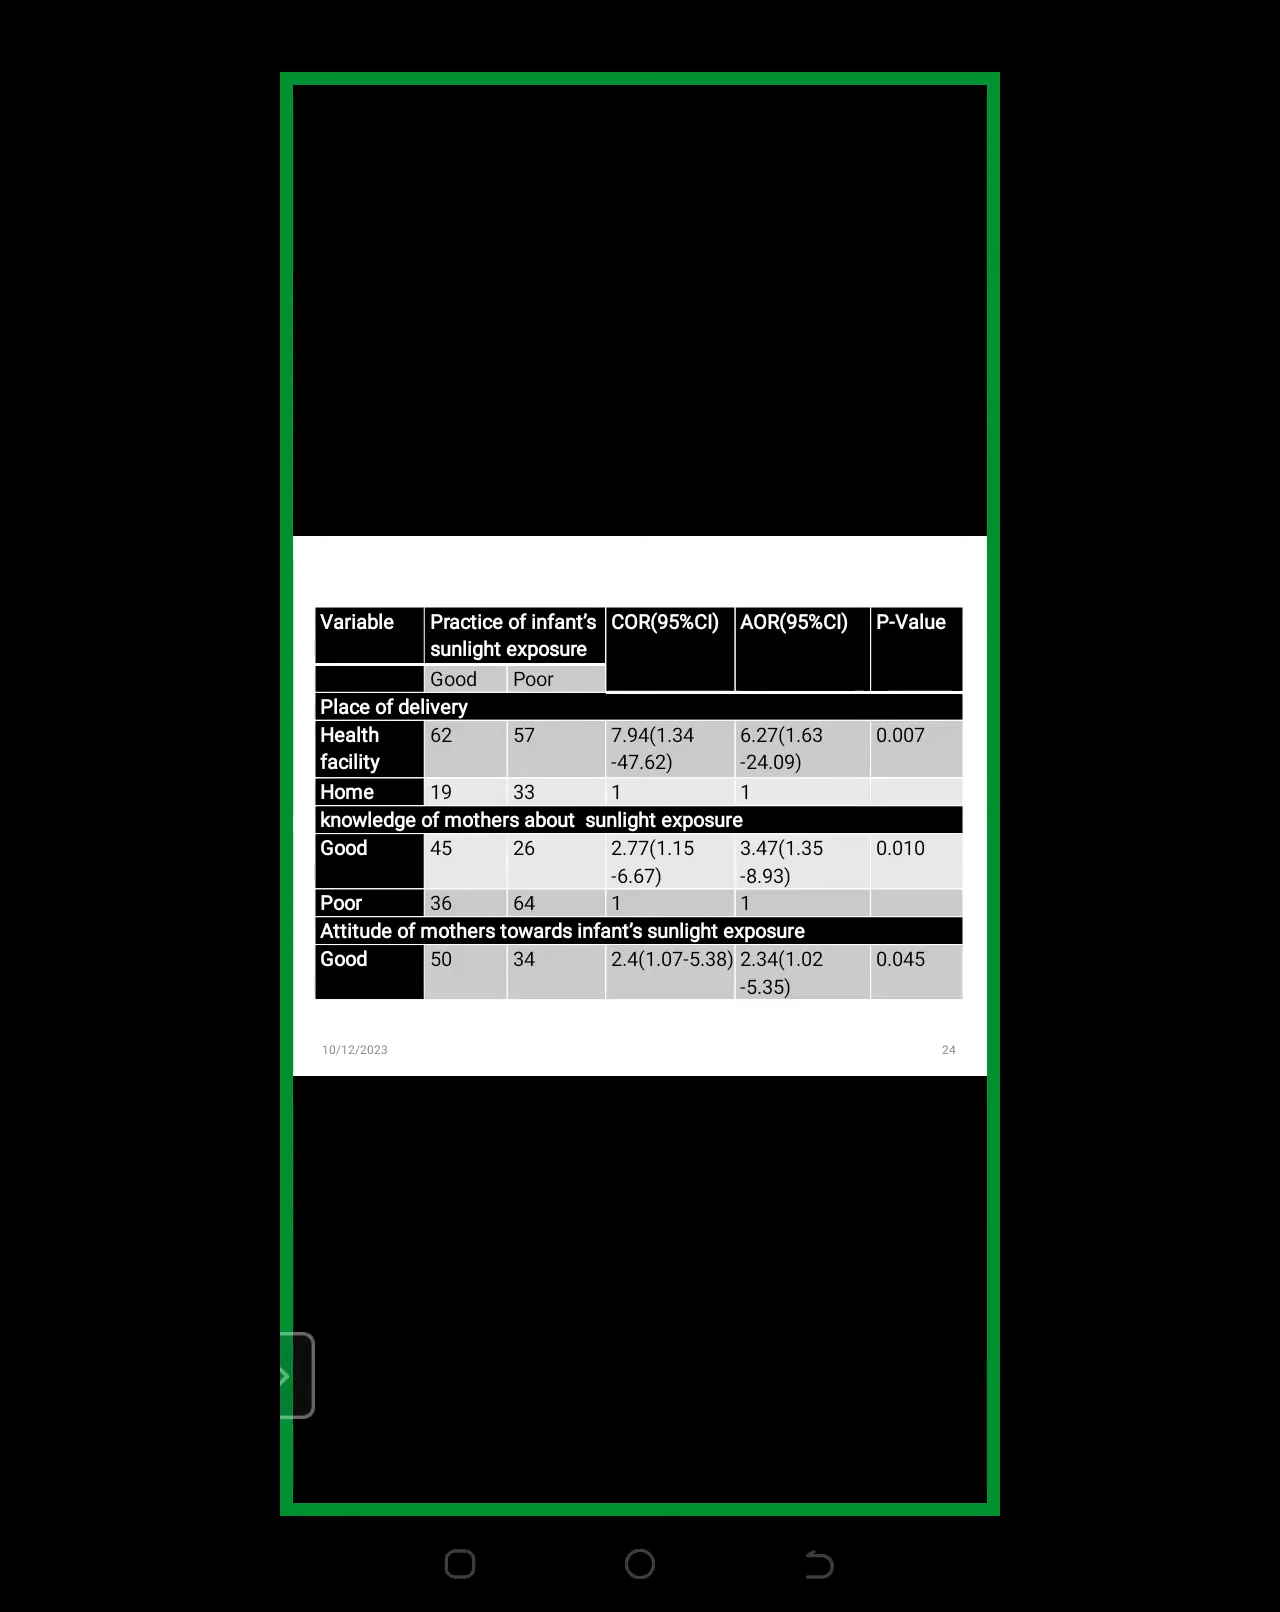 Variable Practice of infant’s COR(95%CI) AOR(95%CI) P-Value
sunlight exposure
Good Poor
Place of delivery
Health 62 57 7.94(1.34 6.27(1.63 0.007
facility -47.62) -24.09)
Home 19 33 1 1
knowledge of mothers about sunlight exposure
Good 45 26 2.77(1.15 3.47(1.35 0.010
-6.67) -8.93)
Poor 36 64 1 1
Attitude of mothers towards infant’s sunlight exposure
Good 50 34 2.4(1.07-5.38) 2.34(1.02 0.045
-5.35)
10/12/2023 24